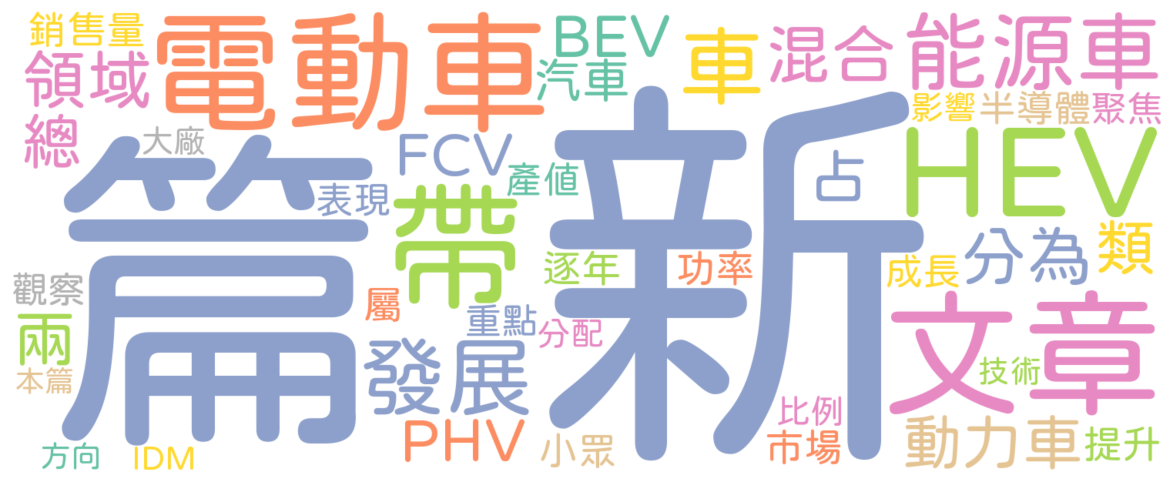 銷售量
電動車
BEV
車
混合
能源車
領域
汽車
影響
半導體
聚焦
總
大廠
FCV
產值
占
HEV
篇
新
表現
帶
分為
類
逐年
功率
成長
觀察
屬
重點
分配
文章
兩
本篇
發展
技術
比例
PHV
小眾
市場
動力車
提升
方向
IDM